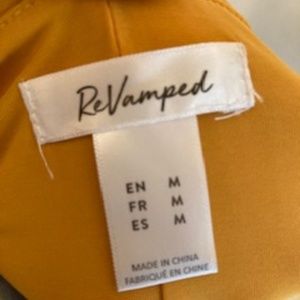 ReVamped
EN M
FR M
ES M
MADE IN CHINA
FABRIQUÉ EN CHINE